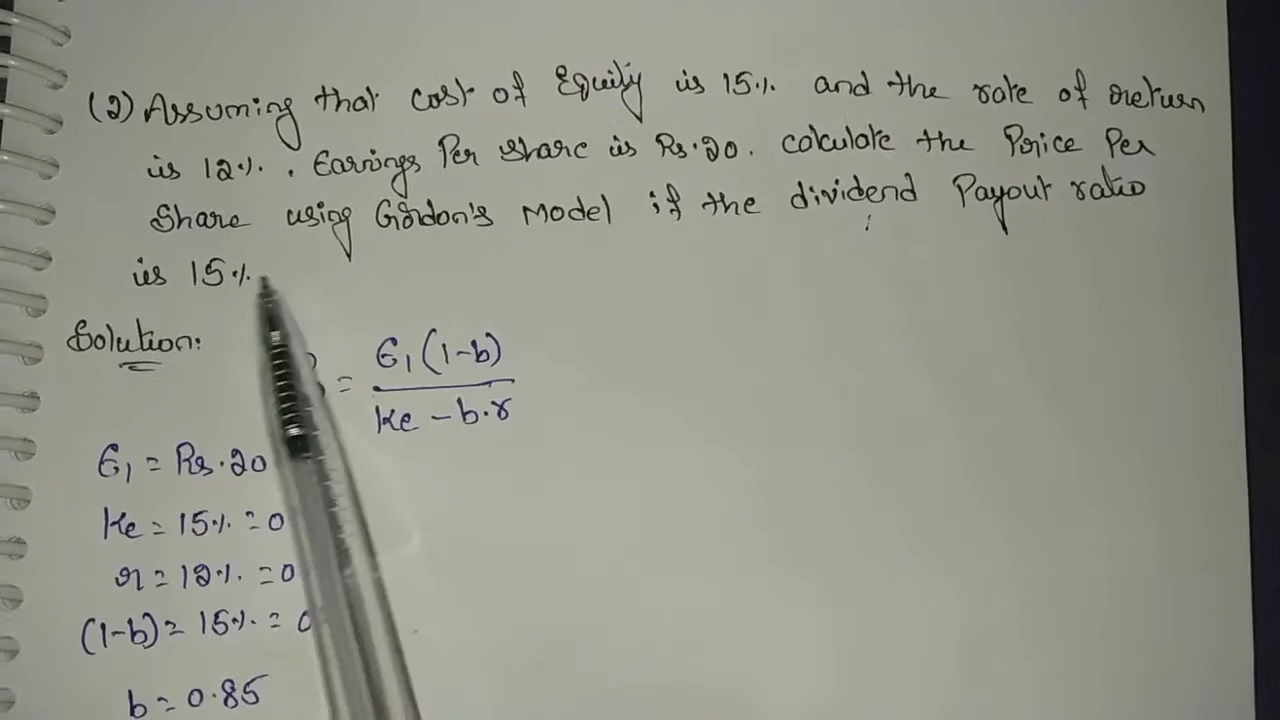 (2) Assuming that cost of Equity is 15% and the rate of return
is 12%. Earnings Per share is Rs.20. calculate the Price Per
Share using Gordon's Model if the dividend Payout ratio
is 15%
Solution:
= E₁(1-b)
Ke - b.r
E₁ = Rs.20
Ke = 15% = 0
r = 12% = 0
(1-b) = 15% = 0
b = 0.85